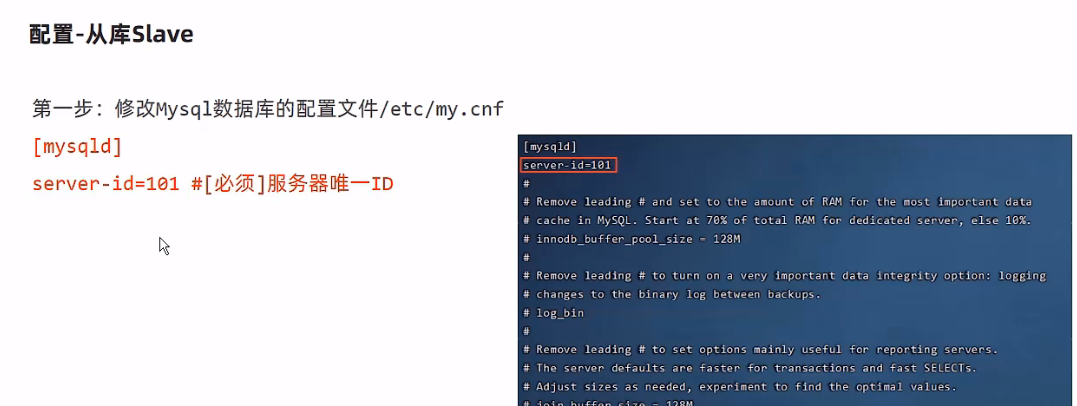 配置-从库Slave
第一步：修改Mysql数据库的配置文件/etc/my.cnf
[mysqld]
server-id=101 #[必须]服务器唯一ID
[mysqld]
server-id=101
#
# Remove leading # and set to the amount of RAM for the most important data
# cache in MySQL. Start at 70% of total RAM for dedicated server, else 10%.
# innodb_buffer_pool_size = 128M
#
# Remove leading # to turn on a very important data integrity option: logging
# changes to the binary log between backups.
# log_bin
#
# Remove leading # to set options mainly useful for reporting servers.
# The server defaults are faster for transactions and fast SELECTs.
# Adjust sizes as needed, experiment to find the optimal values.
# join_buffer_size = 128M